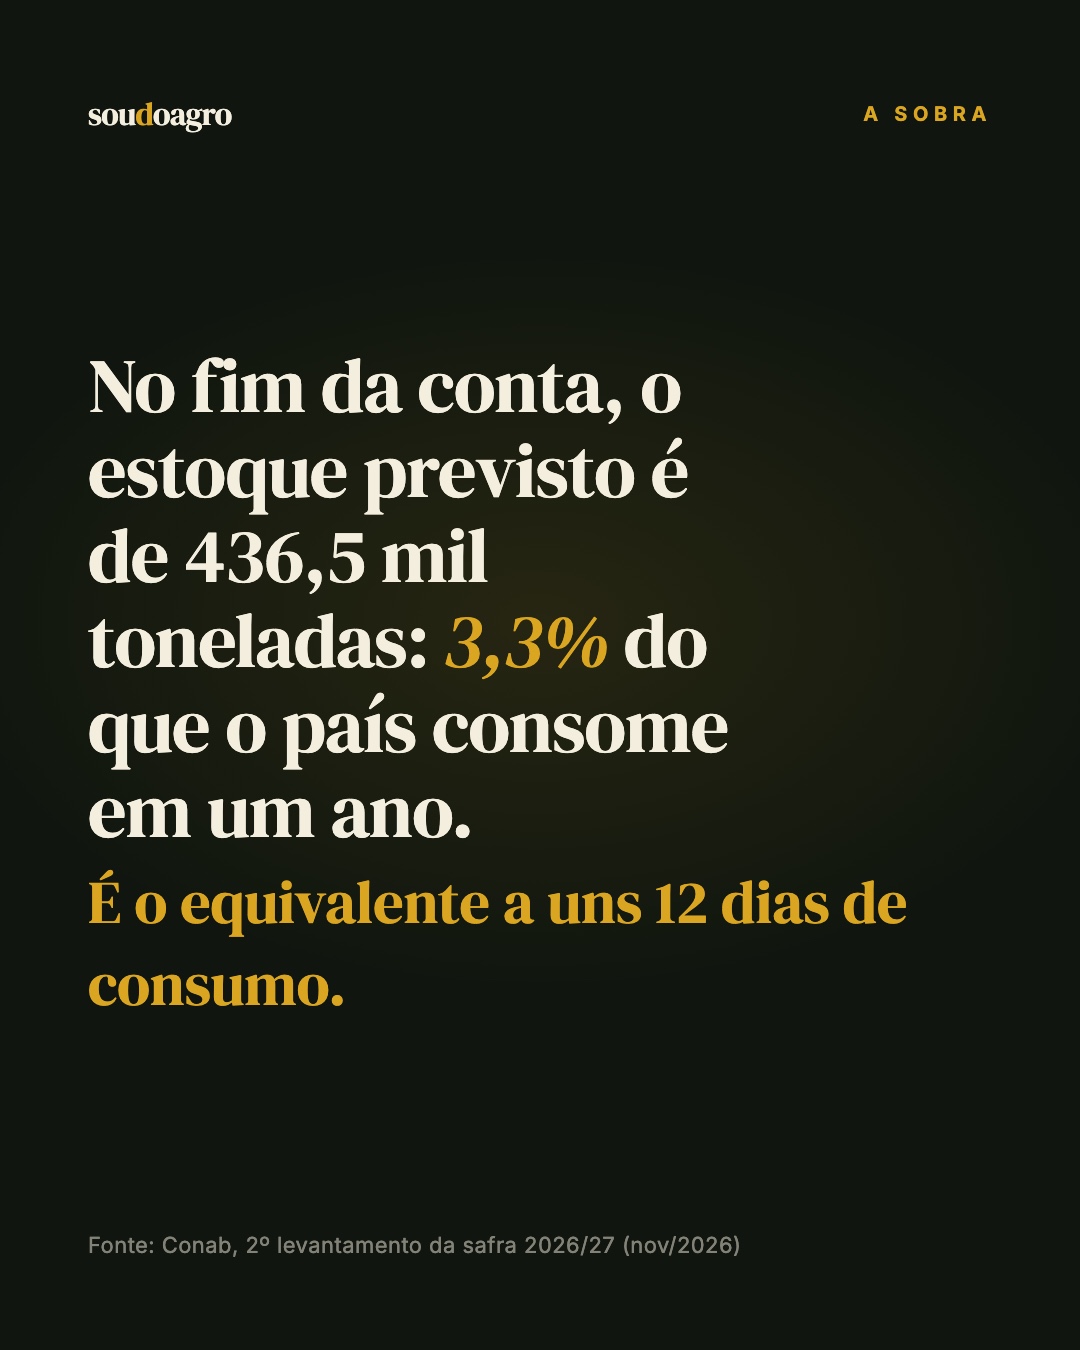 soudoagro
A SOBRA
No fim da conta, o
estoque previsto é
de 436,5 mil
toneladas: 3,3% do
que o país consome
em um ano.
É o equivalente a uns 12 dias de
consumo.
Fonte: Conab, 2º levantamento da safra 2026/27 (nov/2026)